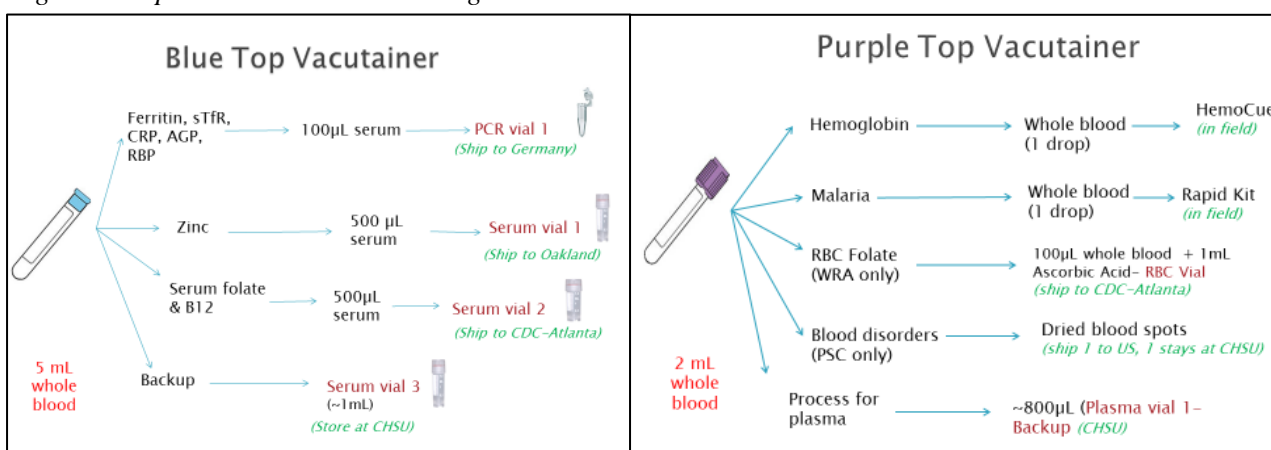 Blue Top Vacutainer
Ferritin, sTfR,
CRP, AGP,
RBP
100µL serum
PCR vial 1
(Ship to Germany)
Zinc
500 µL
serum
Serum vial 1
(Ship to Oakland)
Serum folate
& B12
500µL
serum
Serum vial 2
(Ship to CDC-Atlanta)
5 mL
whole
blood
Backup
Serum vial 3
(~1mL)
(Store at CHSU)
Purple Top Vacutainer
Hemoglobin
Whole blood
(1 drop)
HemoCue
(in field)
Malaria
Whole blood
(1 drop)
Rapid Kit
(in field)
RBC Folate
(WRA only)
100µL whole blood + 1mL
Ascorbic Acid- RBC Vial
(ship to CDC-Atlanta)
Blood disorders
(PSC only)
Dried blood spots
(ship 1 to US, 1 stays at CHSU)
2 mL
whole
blood
Process for
plasma
~800µL (Plasma vial 1-
Backup (CHSU)